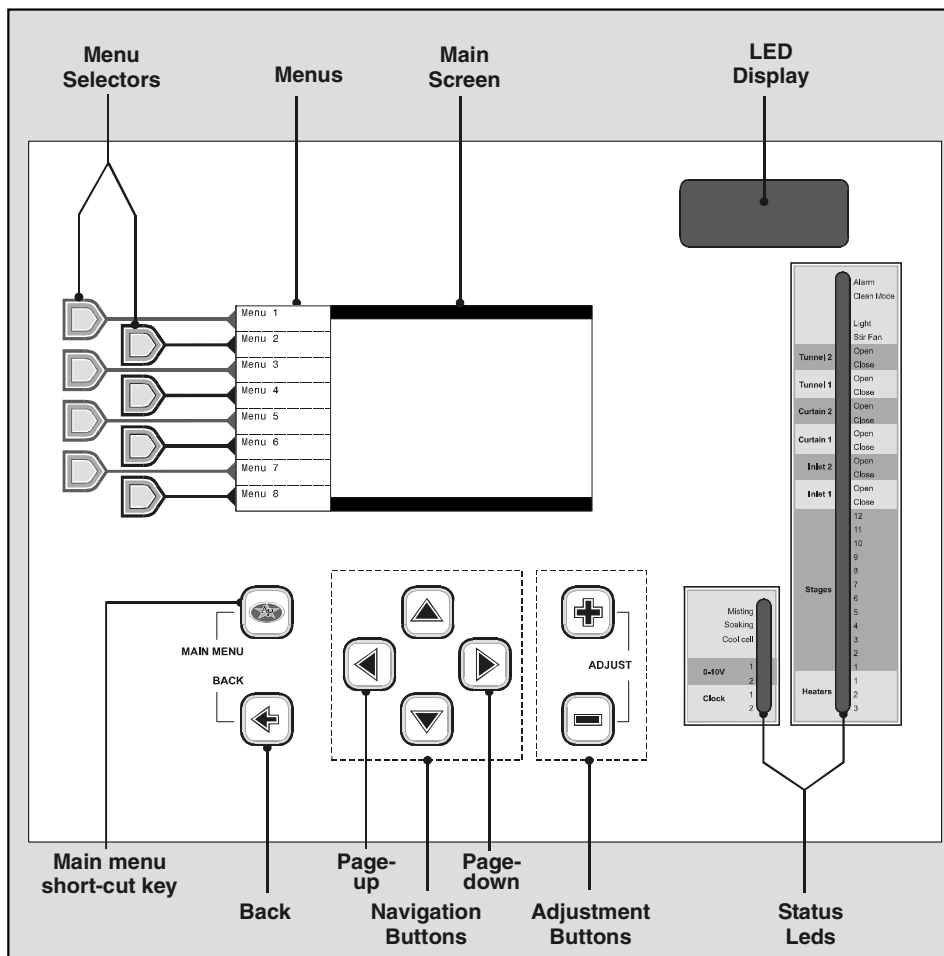 Menu
Selectors
Menus
Main
Screen
LED
Display
Menu 1
Menu 2
Menu 3
Menu 4
Menu 5
Menu 6
Menu 7
Menu 8
Alarm
Clean Mode
Light
Stir Fan
Tunnel 2
Open
Close
Tunnel 1
Open
Close
Curtain 2
Open
Close
Curtain 1
Open
Close
Inlet 2
Open
Close
Inlet 1
Open
Close
Stages
12
11
10
9
8
7
6
5
4
3
2
1
Heaters
1
2
3
Misting
Soaking
Cool cell
0-10V
1
2
Clock
1
2
MAIN MENU
BACK
ADJUST
Main menu
short-cut key
Back
Page-
up
Page-
down
Navigation
Buttons
Adjustment
Buttons
Status
Leds